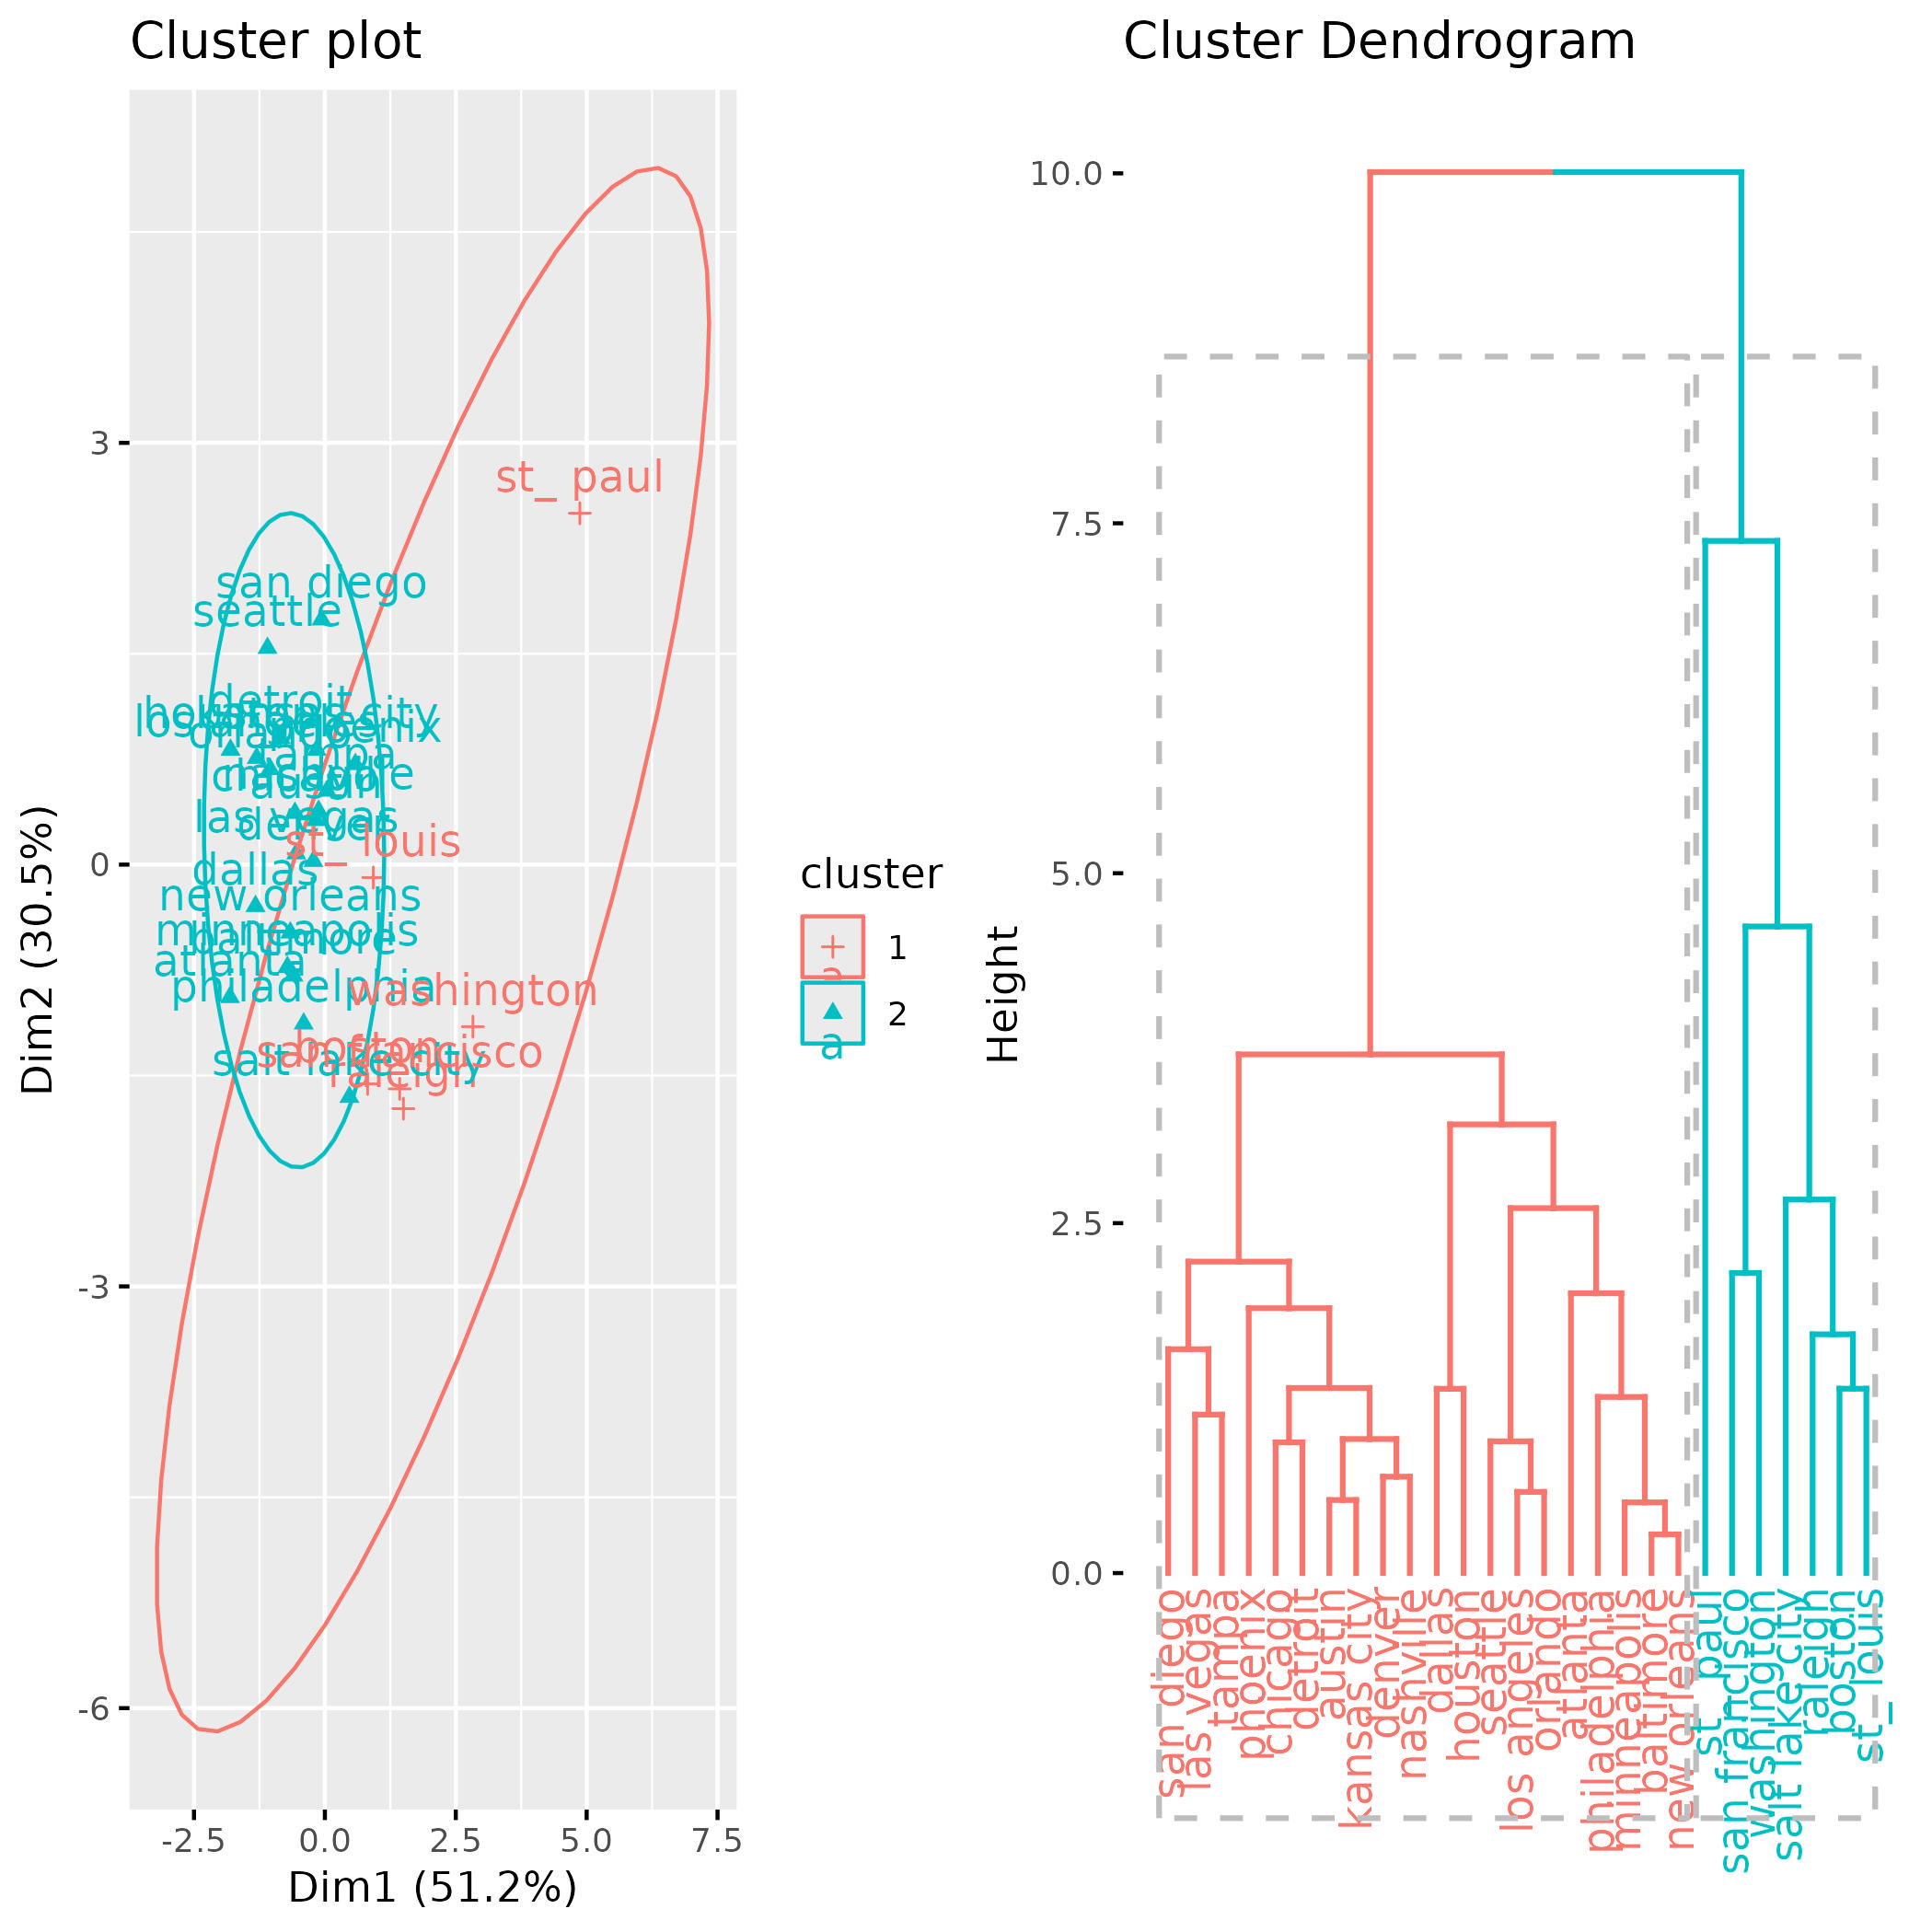 Cluster plot
Cluster Dendrogram
3
0
-3
-6
Dim2 (30.5%)
-2.5
0.0
2.5
5.0
7.5
Dim1 (51.2%)
st_ paul
san diego
seattle
detroit
phoenix
tampa
nashville
las vegas
denver
st_ louis
dallas
new orleans
minneapolis
baltimore
atlanta
philadelphia
washington
boston
san francisco
salt lake city
raleigh
cluster
1
2
a
10.0
7.5
5.0
2.5
0.0
Height
san diego
las vegas
tampa
phoenix
chicago
detroit
austin
kansas city
denver
nashville
dallas
houston
seattle
los angeles
orlando
atlanta
philadelphia
minneapolis
baltimore
new orleans
st_ paul
san francisco
washington
salt lake city
raleigh
boston
st_ louis